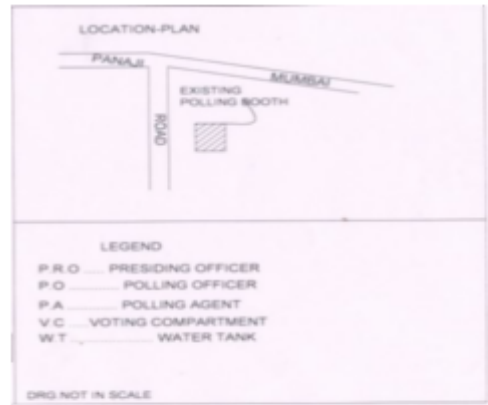 LOCATION-PLAN
PANAJI
MUMBAI
EXISTING
POLLING BOOTH
ROAD
LEGEND
P.R.O ..... PRESIDING OFFICER
P.O .............. POLLING OFFICER
P.A .............. POLLING AGENT
V.C .... VOTING COMPARTMENT
W.T ..................... WATER TANK
DRG.NOT IN SCALE